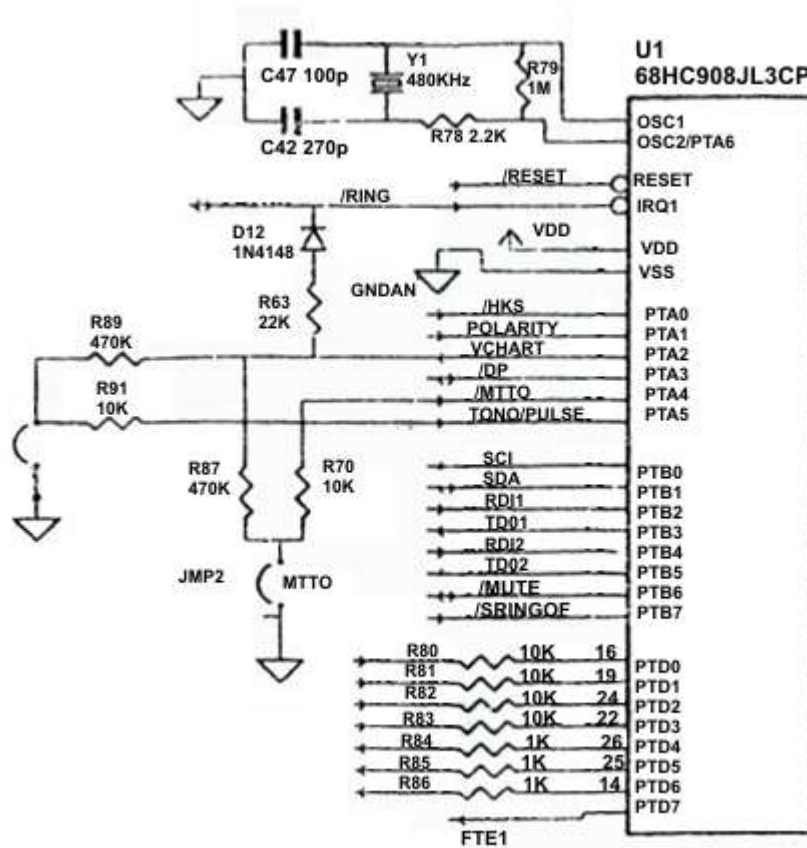 U1
68HC908JL3CP
C47 100p
Y1
480KHz
R79
1M
C42 270p
R78 2.2K
OSC1
OSC2/PTA6
/RESET
RESET
/RING
IRQ1
D12
1N4148
VDD
VDD
VSS
GNDAN
R63
22K
/HKS
PTA0
POLARITY
PTA1
VCHART
PTA2
/DP
PTA3
/MTTO
PTA4
TONO/PULSE
PTA5
R89
470K
R91
10K
R87
470K
R70
10K
SCI
PTB0
SDA
PTB1
RDI1
PTB2
TD01
PTB3
RDI2
PTB4
TD02
PTB5
/MUTE
PTB6
/SRINGOF
PTB7
JMP2
MTTO
R80 10K 16 PTD0
R81 10K 19 PTD1
R82 10K 24 PTD2
R83 10K 22 PTD3
R84 1K 26 PTD4
R85 1K 25 PTD5
R86 1K 14 PTD6
PTD7
FTE1